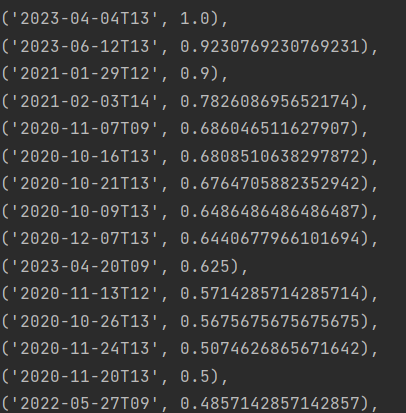 ('2023-04-04T13', 1.0),
('2023-06-12T13', 0.9230769230769231),
('2021-01-29T12', 0.9),
('2021-02-03T14', 0.782608695652174),
('2020-11-07T09', 0.686046511627907),
('2020-10-16T13', 0.6808510638297872),
('2020-10-21T13', 0.6764705882352942),
('2020-10-09T13', 0.6486486486486487),
('2020-12-07T13', 0.6440677966101694),
('2023-04-20T09', 0.625),
('2020-11-13T12', 0.5714285714285714),
('2020-10-26T13', 0.5675675675675675),
('2020-11-24T13', 0.5074626865671642),
('2020-11-20T13', 0.5),
('2022-05-27T09', 0.4857142857142857),